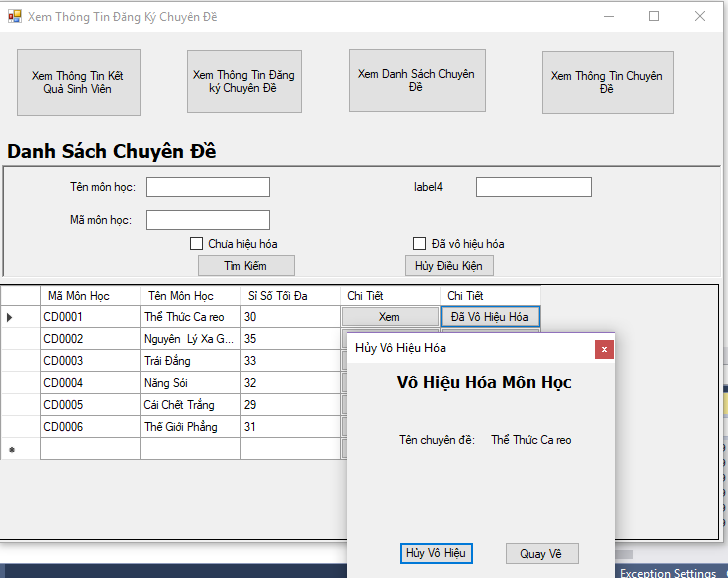 Xem Thông Tin Đăng Ký Chuyên Đề
Xem Thông Tin Kết
Quả Sinh Viên
Xem Thông Tin Đăng
ký Chuyên Đề
Xem Danh Sách Chuyên
Đề
Xem Thông Tin Chuyên
Đề
Danh Sách Chuyên Đề
Tên môn học:
label4
Mã môn học:
Chưa hiệu hóa
Đã vô hiệu hóa
Tìm Kiếm
Hủy Điều Kiện
Mã Môn Học Tên Môn Học Sỉ Số Tối Đa Chi Tiết Chi Tiết
CD0001 Thể Thức Ca reo 30 Xem Đã Vô Hiệu Hóa
CD0002 Nguyên Lý Xa G... 35
CD0003 Trái Đắng 33
CD0004 Nãng Sói 32
CD0005 Cái Chết Trắng 29
CD0006 Thế Giới Phẳng 31
Hủy Vô Hiệu Hóa
x
Vô Hiệu Hóa Môn Học
Tên chuyên đề: Thể Thức Ca reo
Hủy Vô Hiệu
Quay Về
Exception Settings